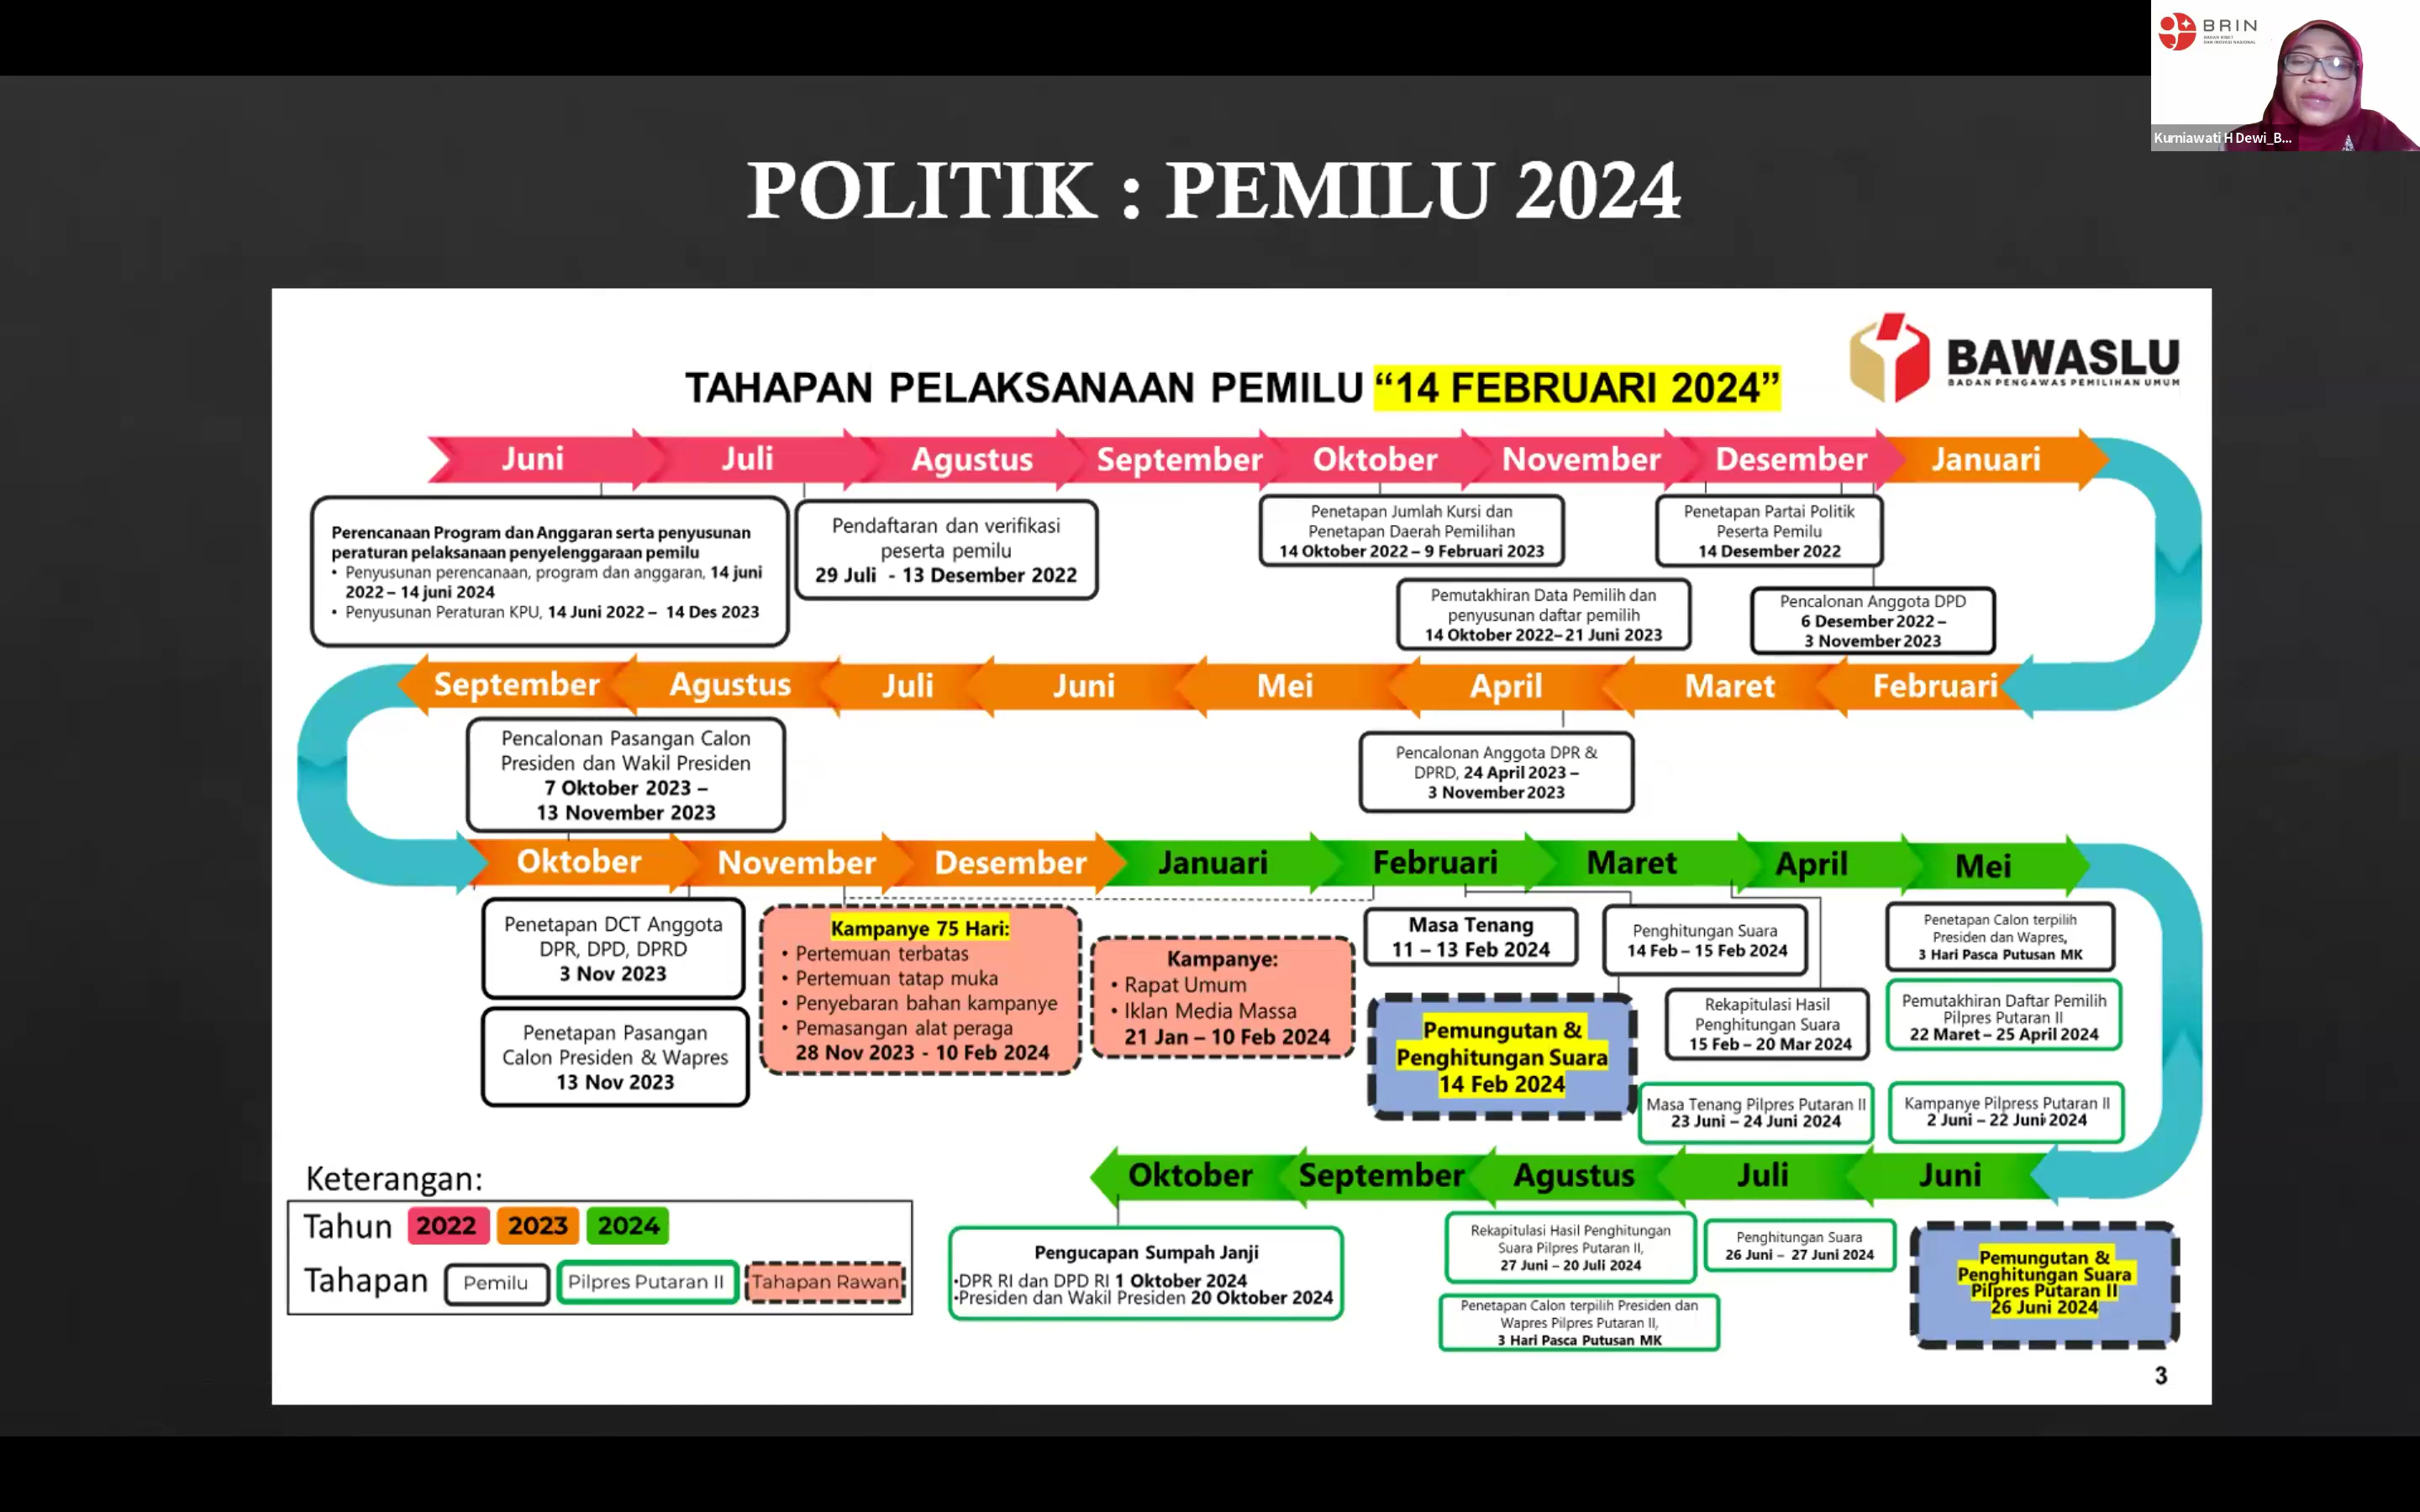 BRIN
Kurniawati H Dewi_B...
POLITIK : PEMILU 2024
BAWASLU
BADAN PENGAWAS PEMILIHAN UMUM
TAHAPAN PELAKSANAAN PEMILU “14 FEBRUARI 2024”
Juni Juli Agustus September Oktober November Desember Januari
Perencanaan Program dan Anggaran serta penyusunan
peraturan pelaksanaan penyelenggaraan pemilu
• Penyusunan perencanaan, program dan anggaran, 14 juni
2022 – 14 juni 2024
• Penyusunan Peraturan KPU, 14 Juni 2022 – 14 Des 2023
Pendaftaran dan verifikasi
peserta pemilu
29 Juli - 13 Desember 2022
Penetapan Jumlah Kursi dan
Penetapan Daerah Pemilihan
14 Oktober 2022 – 9 Februari 2023
Penetapan Partai Politik
Peserta Pemilu
14 Desember 2022
Pemutakhiran Data Pemilih dan
penyusunan daftar pemilih
14 Oktober 2022– 21 Juni 2023
Pencalonan Anggota DPD
6 Desember 2022 –
3 November 2023
September Agustus Juli Juni Mei April Maret Februari
Pencalonan Pasangan Calon
Presiden dan Wakil Presiden
7 Oktober 2023 –
13 November 2023
Pencalonan Anggota DPR &
DPRD, 24 April 2023 –
3 November 2023
Oktober November Desember Januari Februari Maret April Mei
Penetapan DCT Anggota
DPR, DPD, DPRD
3 Nov 2023
Penetapan Pasangan
Calon Presiden & Wapres
13 Nov 2023
Kampanye 75 Hari:
• Pertemuan terbatas
• Pertemuan tatap muka
• Penyebaran bahan kampanye
• Pemasangan alat peraga
28 Nov 2023 - 10 Feb 2024
Kampanye:
• Rapat Umum
• Iklan Media Massa
21 Jan – 10 Feb 2024
Masa Tenang
11 – 13 Feb 2024
Pemungutan &
Penghitungan Suara
14 Feb 2024
Penghitungan Suara
14 Feb – 15 Feb 2024
Rekapitulasi Hasil
Penghitungan Suara
15 Feb – 20 Mar 2024
Penetapan Calon terpilih
Presiden dan Wapres,
3 Hari Pasca Putusan MK
Pemutakhiran Daftar Pemilih
Pilpres Putaran II
22 Maret – 25 April 2024
Masa Tenang Pilpres Putaran II
23 Juni – 24 Juni 2024
Kampanye Pilpress Putaran II
2 Juni – 22 Juni 2024
Oktober September Agustus Juli Juni
Pengucapan Sumpah Janji
•DPR RI dan DPD RI 1 Oktober 2024
•Presiden dan Wakil Presiden 20 Oktober 2024
Rekapitulasi Hasil Penghitungan
Suara Pilpres Putaran II,
27 Juni – 20 Juli 2024
Penetapan Calon terpilih Presiden dan
Wapres Pilpres Putaran II,
3 Hari Pasca Putusan MK
Penghitungan Suara
26 Juni – 27 Juni 2024
Pemungutan &
Penghitungan Suara
Pilpres Putaran II
26 Juni 2024
Keterangan:
Tahun 2022 2023 2024
Tahapan Pemilu Pilpres Putaran II Tahapan Rawan
3